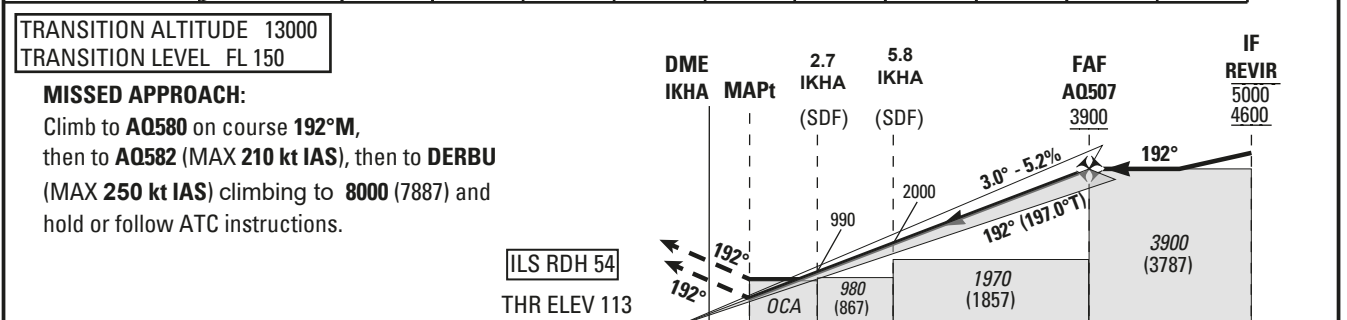 TRANSITION ALTITUDE 13000
TRANSITION LEVEL FL 150
MISSED APPROACH:
Climb to AQ580 on course 192°M,
then to AQ582 (MAX 210 kt IAS), then to DERBU
(MAX 250 kt IAS) climbing to 8000 (7887) and
hold or follow ATC instructions.
ILS RDH 54
THR ELEV 113
DME
IKHA
MAPt
2.7
IKHA
(SDF)
5.8
IKHA
(SDF)
FAF
AQ507
3900
IF
REVIR
5000
4600
192°
3.0° - 5.2%
192° (197.0°T)
2000
990
192°
192°
OCA
980
(867)
1970
(1857)
3900
(3787)